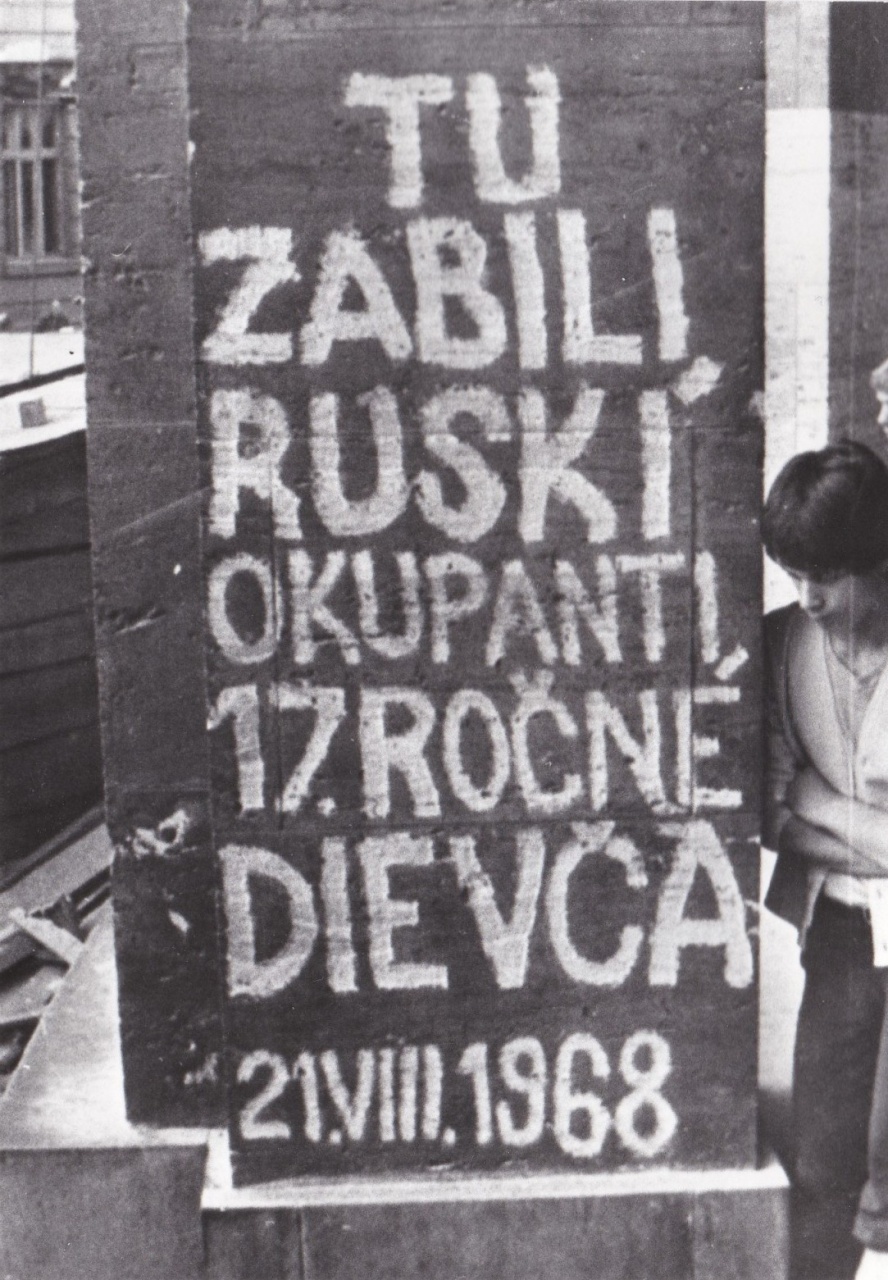 TU
ZABILI
RUSKÍ
OKUPANTI,
17.ROČNÉ
DIEVČA
21.VIII.1968